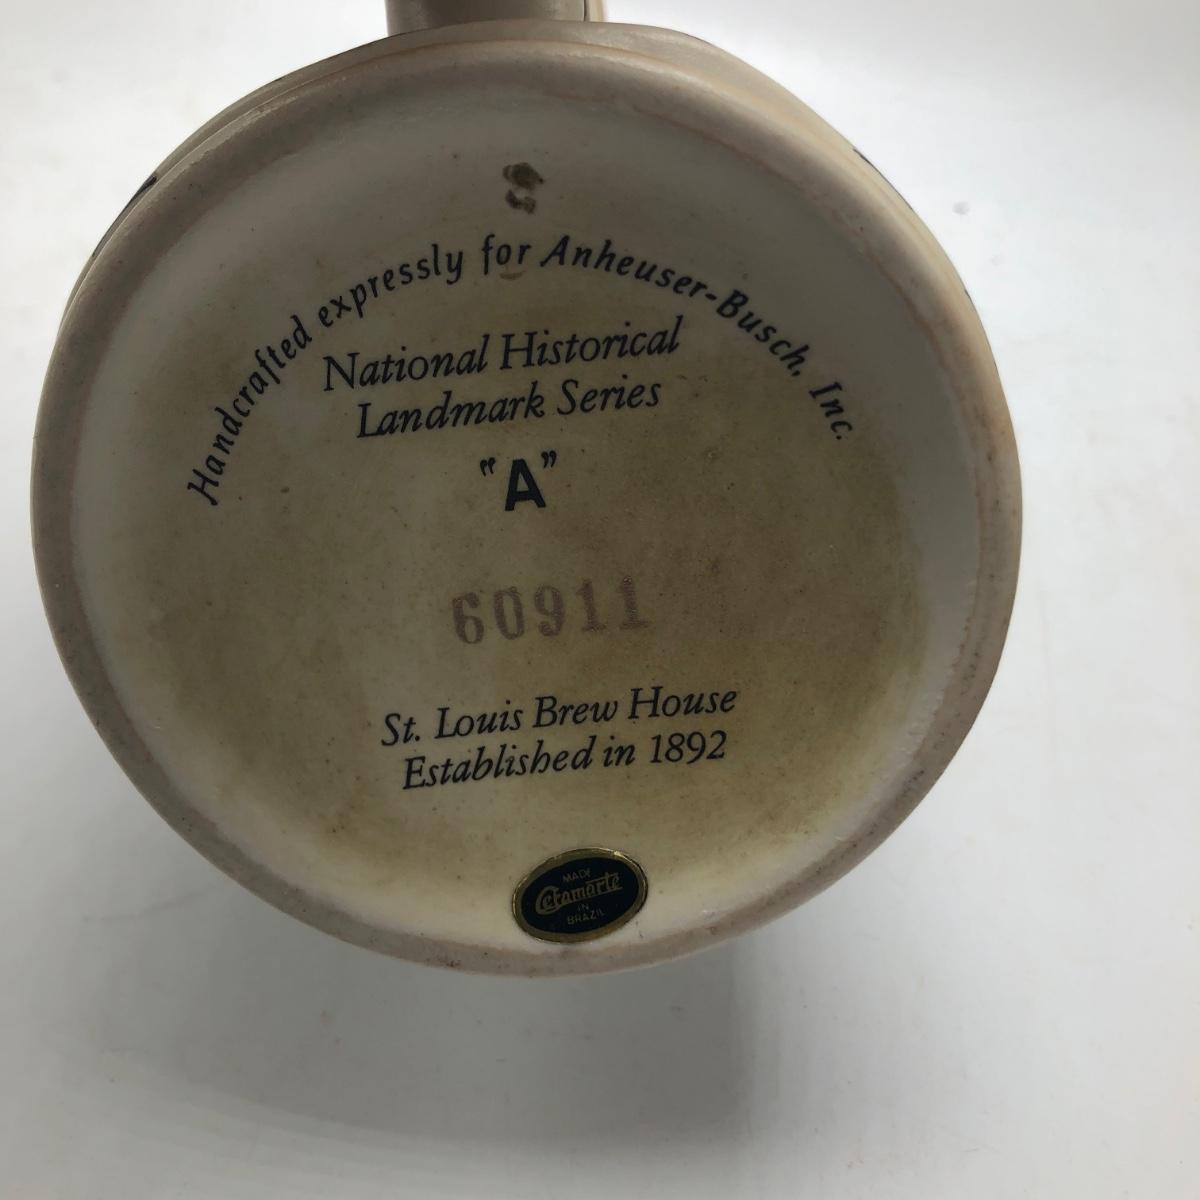 Handcrafted expressly for Anheuser-Busch, Inc.
National Historical
Landmark Series
"A"
60911
St. Louis Brew House
Established in 1892
MADE
Ceramarte
IN
BRAZIL